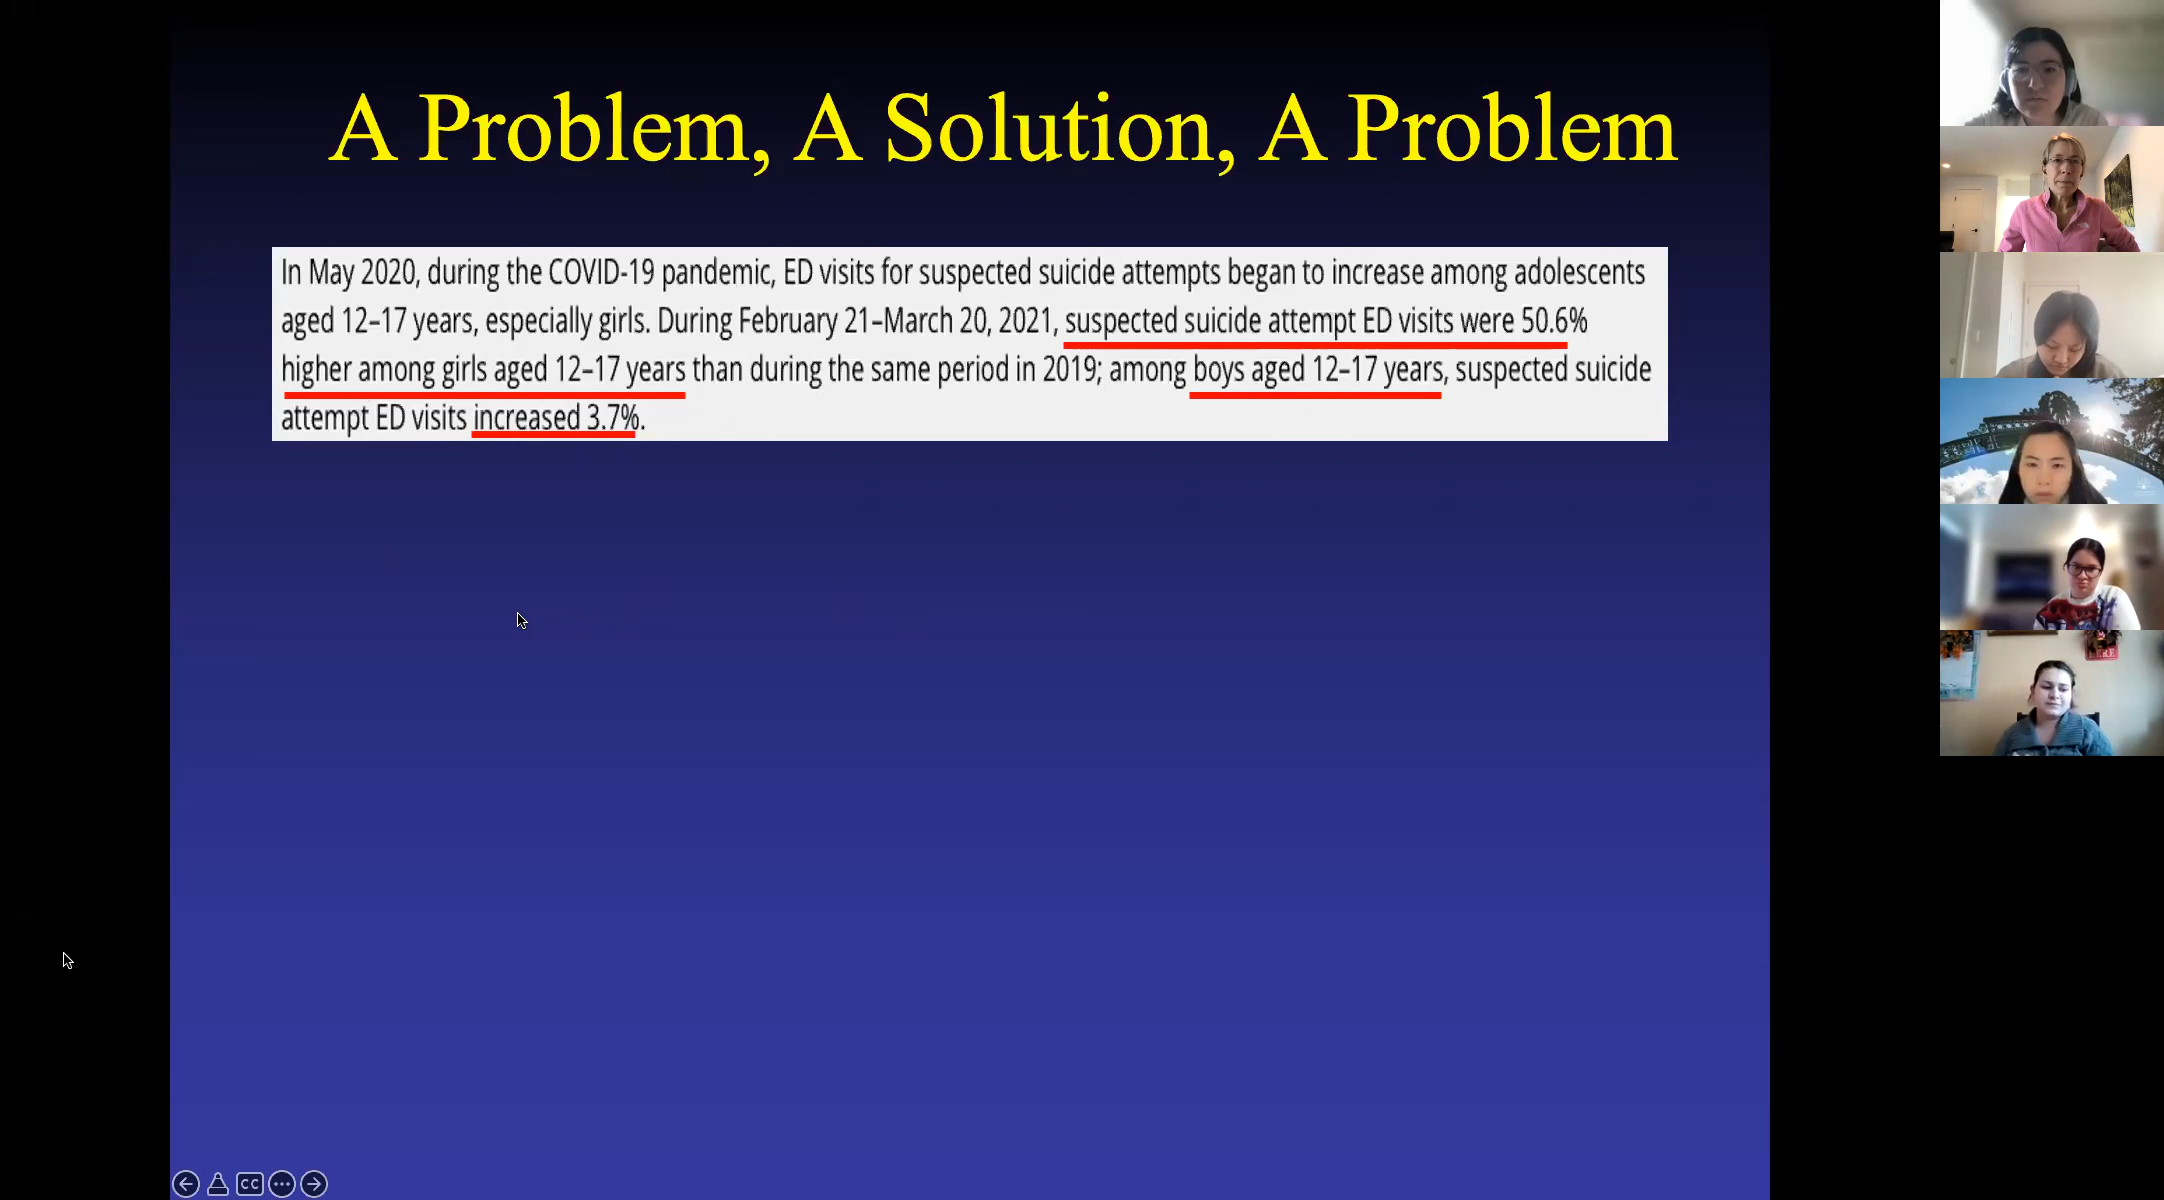 A Problem, A Solution, A Problem
In May 2020, during the COVID-19 pandemic, ED visits for suspected suicide attempts began to increase among adolescents
aged 12–17 years, especially girls. During February 21–March 20, 2021, suspected suicide attempt ED visits were 50.6%
higher among girls aged 12–17 years than during the same period in 2019; among boys aged 12–17 years, suspected suicide
attempt ED visits increased 3.7%.
CC